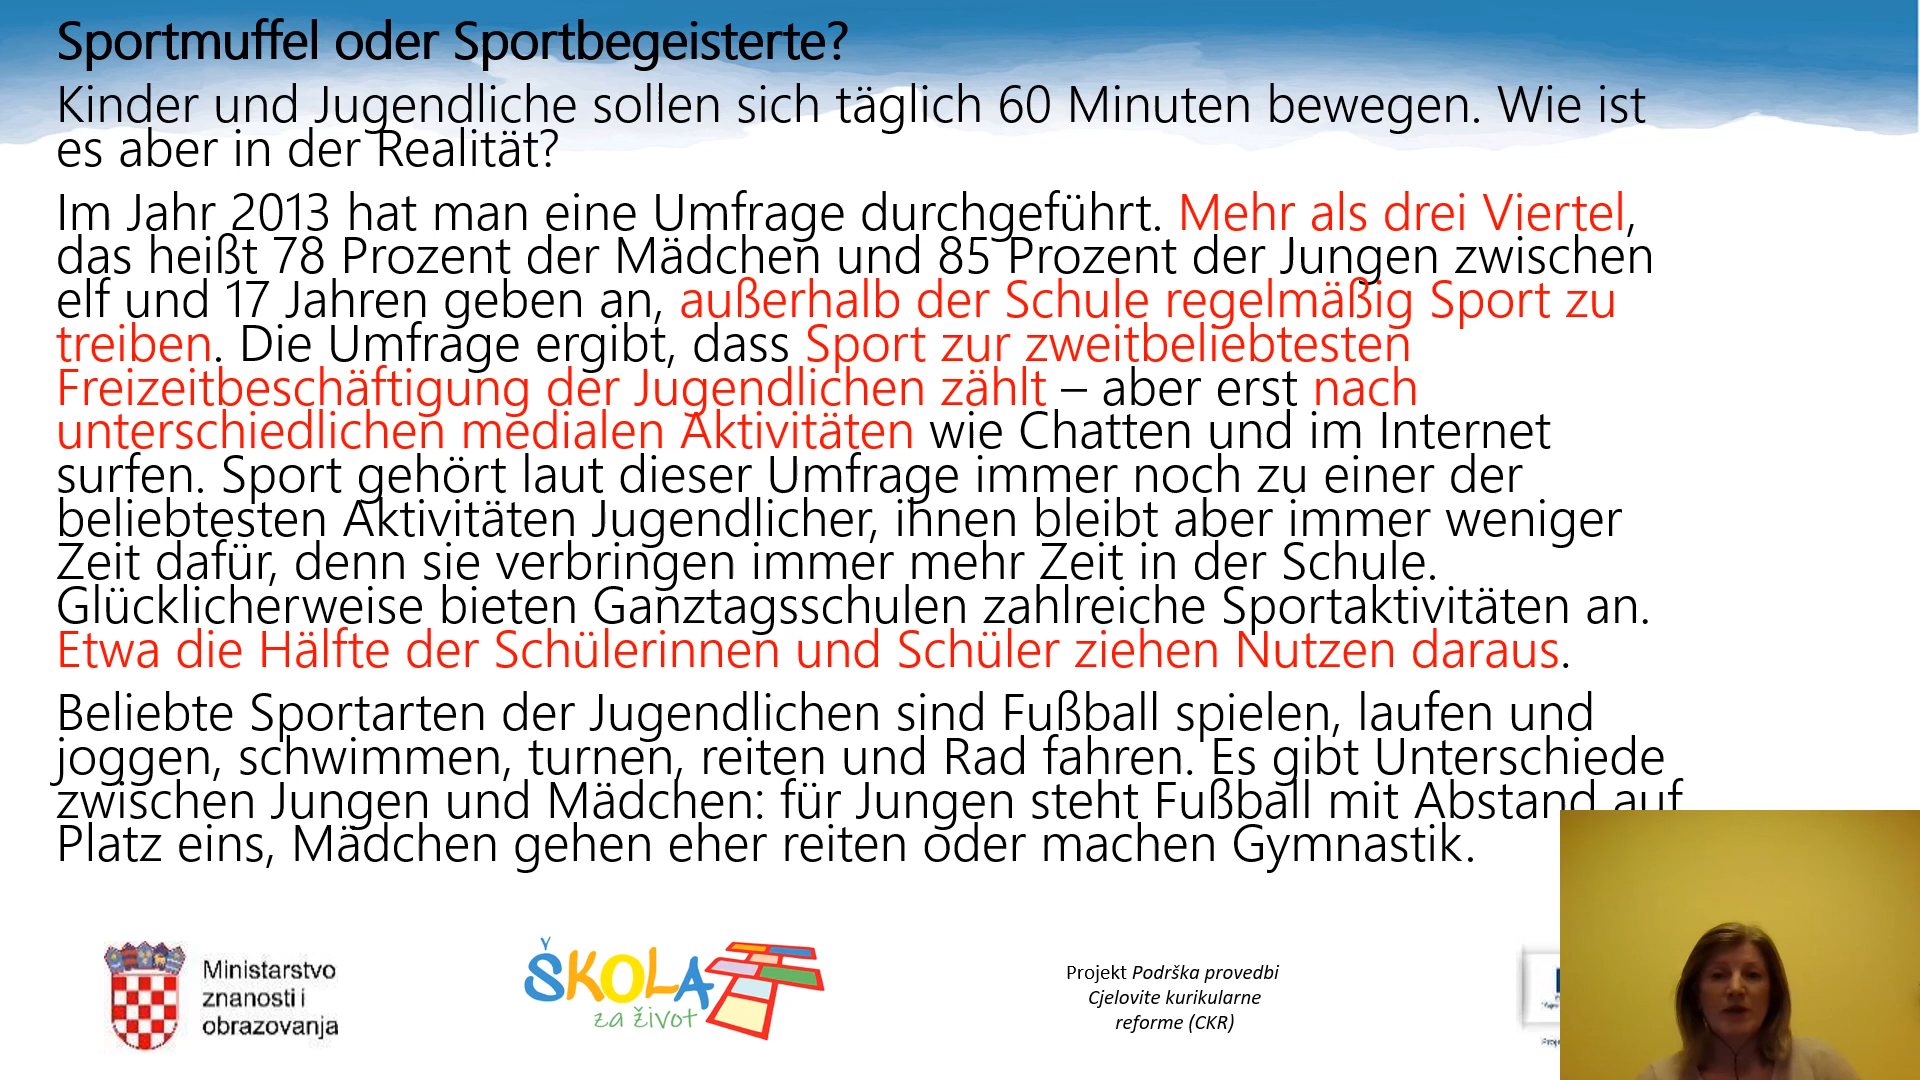 Sportmuffel oder Sportbegeisterte?
Kinder und Jugendliche sollen sich täglich 60 Minuten bewegen. Wie ist
es aber in der Realität?
Im Jahr 2013 hat man eine Umfrage durchgeführt. Mehr als drei Viertel,
das heißt 78 Prozent der Mädchen und 85 Prozent der Jungen zwischen
elf und 17 Jahren geben an, außerhalb der Schule regelmäßig Sport zu
treiben. Die Umfrage ergibt, dass Sport zur zweitbeliebtesten
Freizeitbeschäftigung der Jugendlichen zählt – aber erst nach
unterschiedlichen medialen Aktivitäten wie Chatten und im Internet
surfen. Sport gehört laut dieser Umfrage immer noch zu einer der
beliebtesten Aktivitäten Jugendlicher, ihnen bleibt aber immer weniger
Zeit dafür, denn sie verbringen immer mehr Zeit in der Schule.
Glücklicherweise bieten Ganztagsschulen zahlreiche Sportaktivitäten an.
Etwa die Hälfte der Schülerinnen und Schüler ziehen Nutzen daraus.
Beliebte Sportarten der Jugendlichen sind Fußball spielen, laufen und
joggen, schwimmen, turnen, reiten und Rad fahren. Es gibt Unterschiede
zwischen Jungen und Mädchen: für Jungen steht Fußball mit Abstand auf
Platz eins, Mädchen gehen eher reiten oder machen Gymnastik.
Ministarstvo
znanosti i
obrazovanja
ŠKOLA
za život
Projekt Podrška provedbi
Cjelovite kurikularne
reforme (CKR)